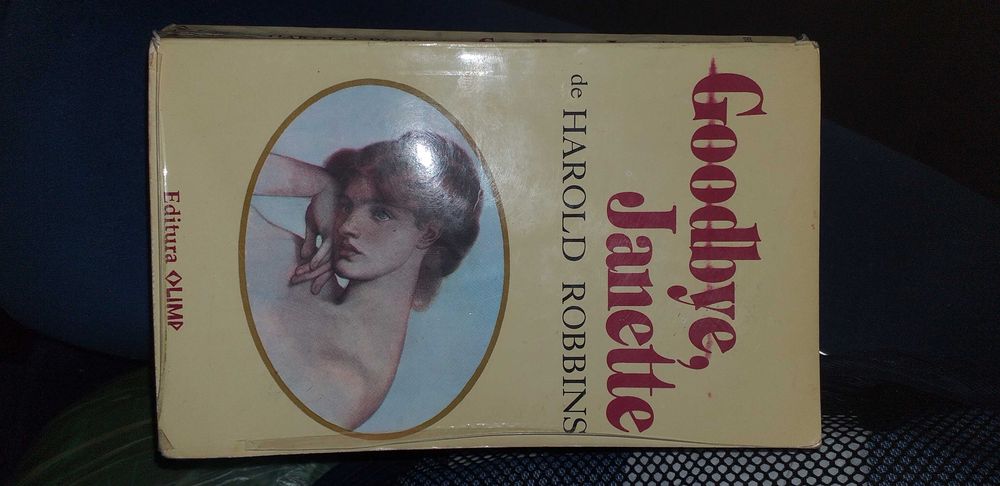 Goodbye,
Janette
de HAROLD ROBBINS
Editura OLIMP